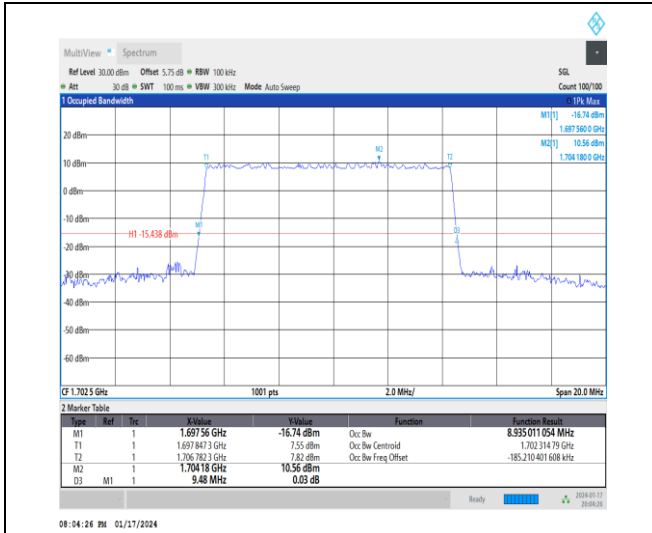 MultiView Spectrum
Ref Level 30.00 dBm Offset 5.75 dB RBW 100 kHz SGL
Att 30 dB SWT 100 ms VBW 300 kHz Mode Auto Sweep Count 100/100
1 Occupied Bandwidth 1Pk Max
M1[1] -16.74 dBm
1.697 560 0 GHz
M2[1] 10.56 dBm
1.704 180 0 GHz
20 dBm
M2
T1 T2
10 dBm
0 dBm
-10 dBm
M1
H1 -15.438 dBm
D3
-30 dBm
-40 dBm
-50 dBm
-60 dBm
CF 1.702 5 GHz 1001 pts 2.0 MHz/ Span 20.0 MHz
2 Marker Table
Type Ref Trc X-Value Y-Value Function Function Result
M1 1 1.697 56 GHz -16.74 dBm Occ Bw 8.935 011 054 MHz
T1 1 1.697 847 3 GHz 7.55 dBm Occ Bw Centroid 1.702 314 79 GHz
T2 1 1.706 782 3 GHz 7.82 dBm Occ Bw Freq Offset -185.210 401 608 kHz
M2 1 1.704 18 GHz 10.56 dBm
D3 M1 1 9.48 MHz 0.03 dB
Ready 2024-01-17
20:04:26
08:04:26 PM 01/17/2024